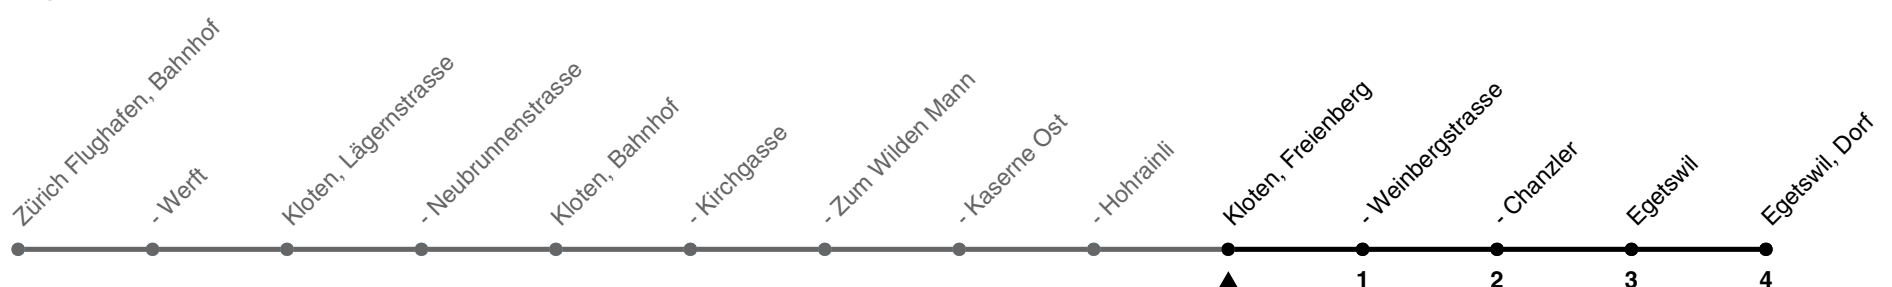 Zürich Flughafen, Bahnhof
- Werft
Kloten, Lägernstrasse
- Neubrunnenstrasse
Kloten, Bahnhof
- Kirchgasse
- Zum Wilden Mann
- Kaserne Ost
- Hohrainli
Kloten, Freienberg
- Weinbergstrasse
- Chanzler
Egetswil
Egetswil, Dorf
1 2 3 4